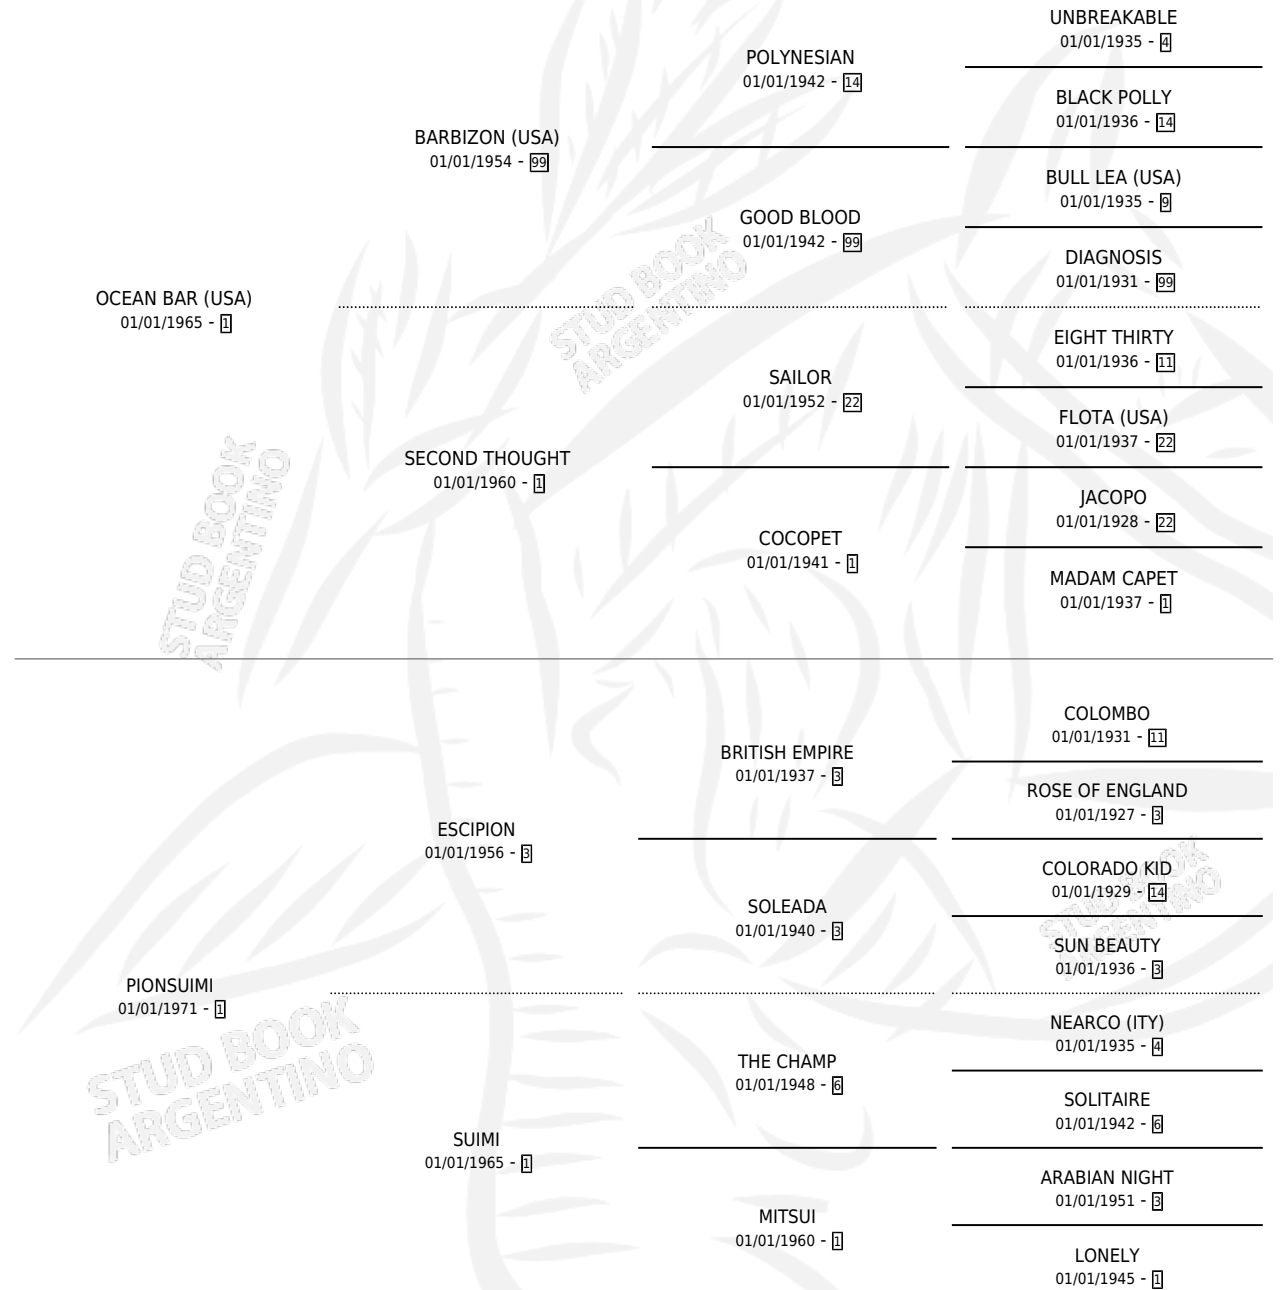 UNBREAKABLE
01/01/1935 - 4
POLYNESIAN
01/01/1942 - 14
BLACK POLLY
01/01/1936 - 14
BARBIZON (USA)
01/01/1954 - 99
BULL LEA (USA)
01/01/1935 - 9
GOOD BLOOD
01/01/1942 - 99
DIAGNOSIS
01/01/1931 - 99
STUD BOOK
ARGENTINO
OCEAN BAR (USA)
01/01/1965 - 1
EIGHT THIRTY
01/01/1936 - 11
SAILOR
01/01/1952 - 22
FLOTA (USA)
01/01/1937 - 22
SECOND THOUGHT
01/01/1960 - 1
JACOPO
01/01/1928 - 22
COCOPET
01/01/1941 - 1
MADAM CAPET
01/01/1937 - 1
STUD BOOK
ARGENTINO
COLOMBO
01/01/1931 - 11
BRITISH EMPIRE
01/01/1937 - 3
ROSE OF ENGLAND
01/01/1927 - 3
ESCIPION
01/01/1956 - 3
COLORADO KID
01/01/1929 - 14
SOLEADA
01/01/1940 - 3
SUN BEAUTY
01/01/1936 - 3
STUD BOOK
ARGENTINO
PIONSUIMI
01/01/1971 - 1
NEARCO (ITY)
01/01/1935 - 4
THE CHAMP
01/01/1948 - 6
SOLITAIRE
01/01/1942 - 6
STUD BOOK
ARGENTINO
SUIMI
01/01/1965 - 1
ARABIAN NIGHT
01/01/1951 - 3
MITSUI
01/01/1960 - 1
LONELY
01/01/1945 - 1